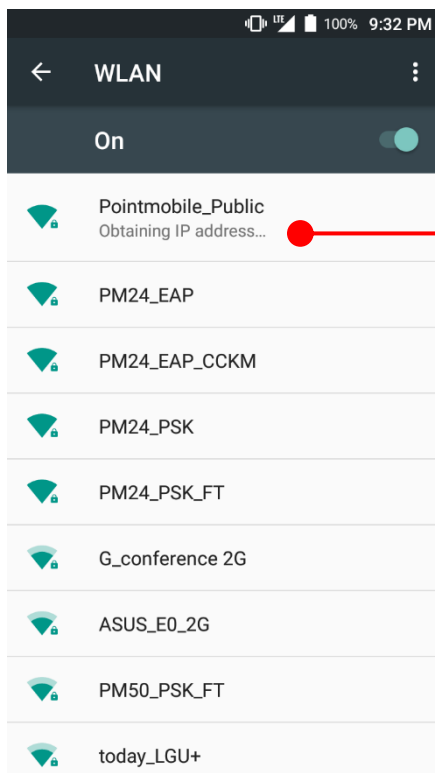 LTE 100% 9:32 PM
WLAN
On
Pointmobile_Public
Obtaining IP address...
PM24_EAP
PM24_EAP_CCKM
PM24_PSK
PM24_PSK_FT
G_conference 2G
ASUS_E0_2G
PM50_PSK_FT
today_LGU+